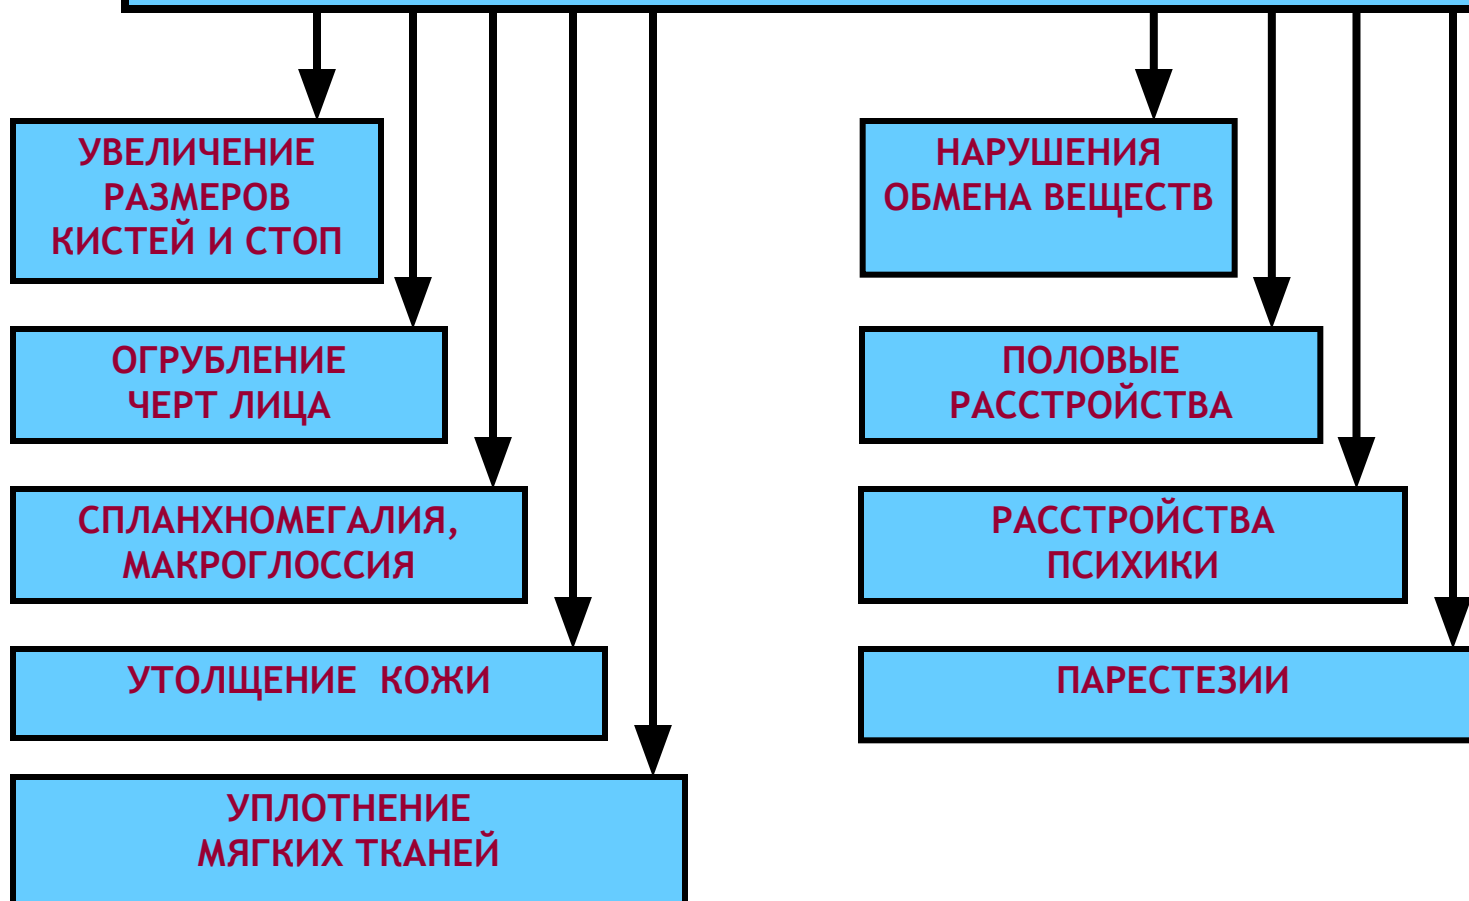 УВЕЛИЧЕНИЕ
РАЗМЕРОВ
КИСТЕЙ И СТОП
ОГРУБЛЕНИЕ
ЧЕРТ ЛИЦА
СПЛАНХНОМЕГАЛИЯ,
МАКРОГЛОССИЯ
УТОЛЩЕНИЕ КОЖИ
УПЛОТНЕНИЕ
МЯГКИХ ТКАНЕЙ
НАРУШЕНИЯ
ОБМЕНА ВЕЩЕСТВ
ПОЛОВЫЕ
РАССТРОЙСТВА
РАССТРОЙСТВА
ПСИХИКИ
ПАРЕСТЕЗИИ